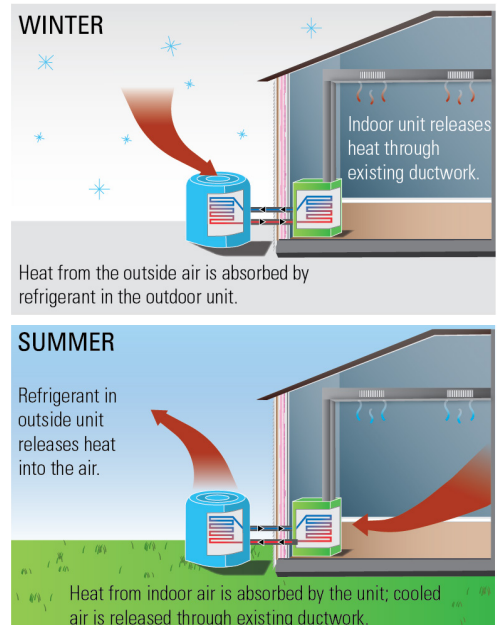 WINTER
Indoor unit releases
heat through
existing ductwork.
Heat from the outside air is absorbed by
refrigerant in the outdoor unit.
SUMMER
Refrigerant in
outside unit
releases heat
into the air.
Heat from indoor air is absorbed by the unit; cooled
air is released through existing ductwork.